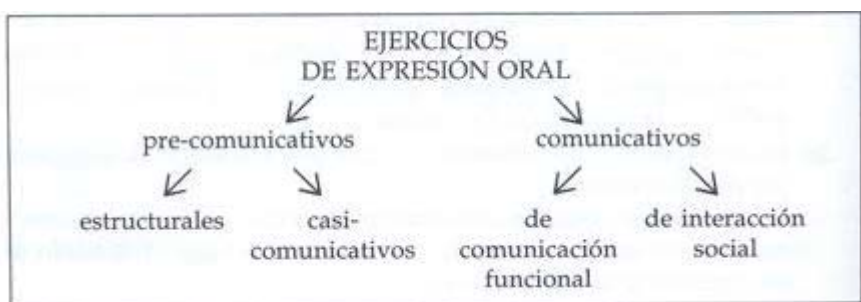 EJERCICIOS
DE EXPRESIÓN ORAL
pre-comunicativos comunicativos
estructurales casi- de de interacción
comunicativos comunicación social
funcional